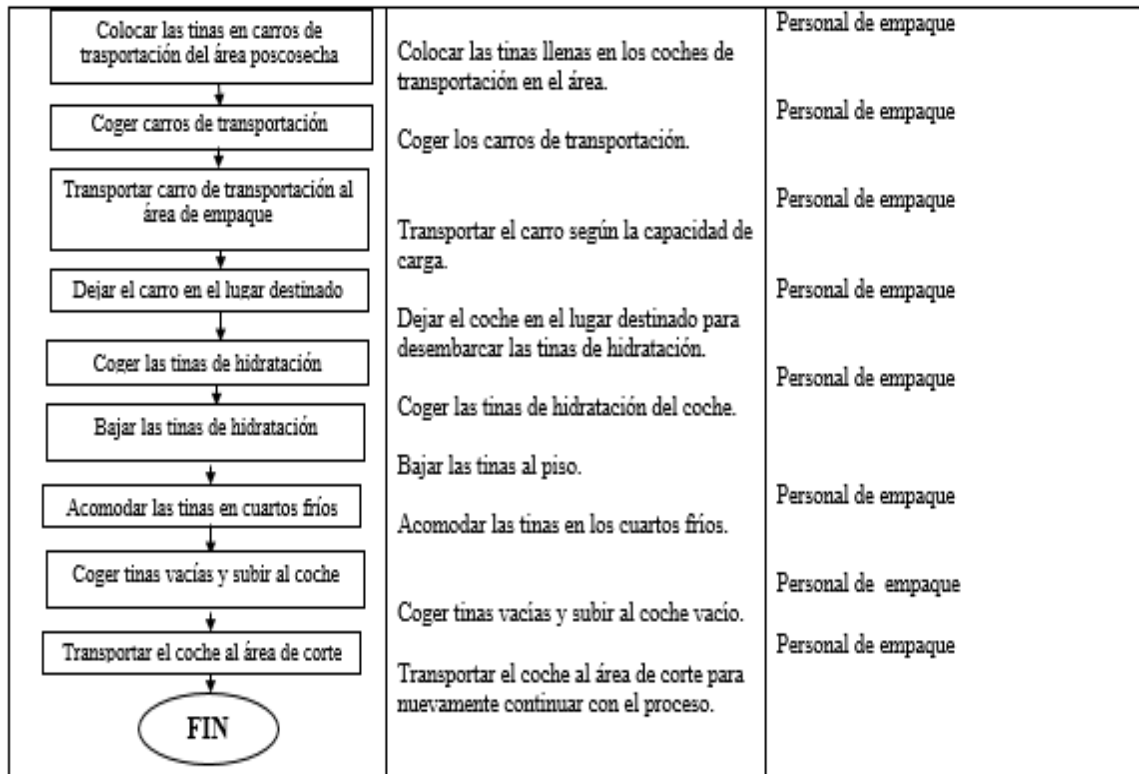 Colocar las tinas en carros de
trasportación del área poscosecha
Coger carros de transportación
Transportar carro de transportación al
área de empaque
Dejar el carro en el lugar destinado
Coger las tinas de hidratación
Bajar las tinas de hidratación
Acomodar las tinas en cuartos fríos
Coger tinas vacías y subir al coche
Transportar el coche al área de corte
FIN
Colocar las tinas llenas en los coches de
transportación en el área.
Coger los carros de transportación.
Transportar el carro según la capacidad de
carga.
Dejar el coche en el lugar destinado para
desembarcar las tinas de hidratación.
Coger las tinas de hidratación del coche.
Bajar las tinas al piso.
Acomodar las tinas en los cuartos fríos.
Coger tinas vacías y subir al coche vacío.
Transportar el coche al área de corte para
nuevamente continuar con el proceso.
Personal de empaque
Personal de empaque
Personal de empaque
Personal de empaque
Personal de empaque
Personal de empaque
Personal de empaque
Personal de empaque